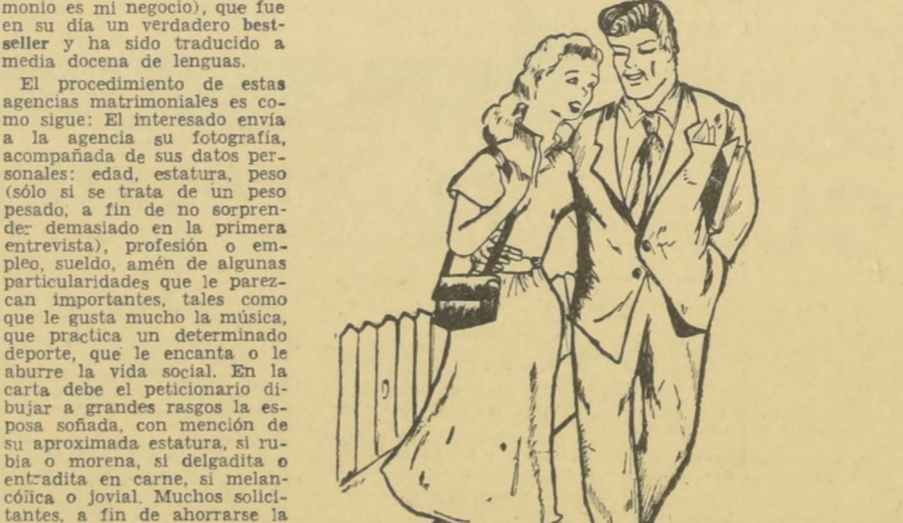 monio es mi negocio), que fue
en su día un verdadero best-
seller y ha sido traducido a
media docena de lenguas.
El procedimiento de estas
agencias matrimoniales es co-
mo sigue: El interesado envía
a la agencia su fotografía,
acompañada de sus datos per-
sonales: edad, estatura, peso
(sólo si se trata de un peso
pesado, a fin de no sorpren-
der demasiado en la primera
entrevista), profesión o em-
pleo, sueldo, amén de algunas
particularidades que le parez-
can importantes, tales como
que le gusta mucho la música,
que practica un determinado
deporte, que le encanta o le
aburre la vida social. En la
carta debe el peticionario di-
bujar a grandes rasgos la es-
posa soñada, con mención de
su aproximada estatura, si ru-
bia o morena, si delgadita o
entradita en carne, si melan-
cólica o jovial. Muchos solici-
tantes, a fin de ahorrarse la